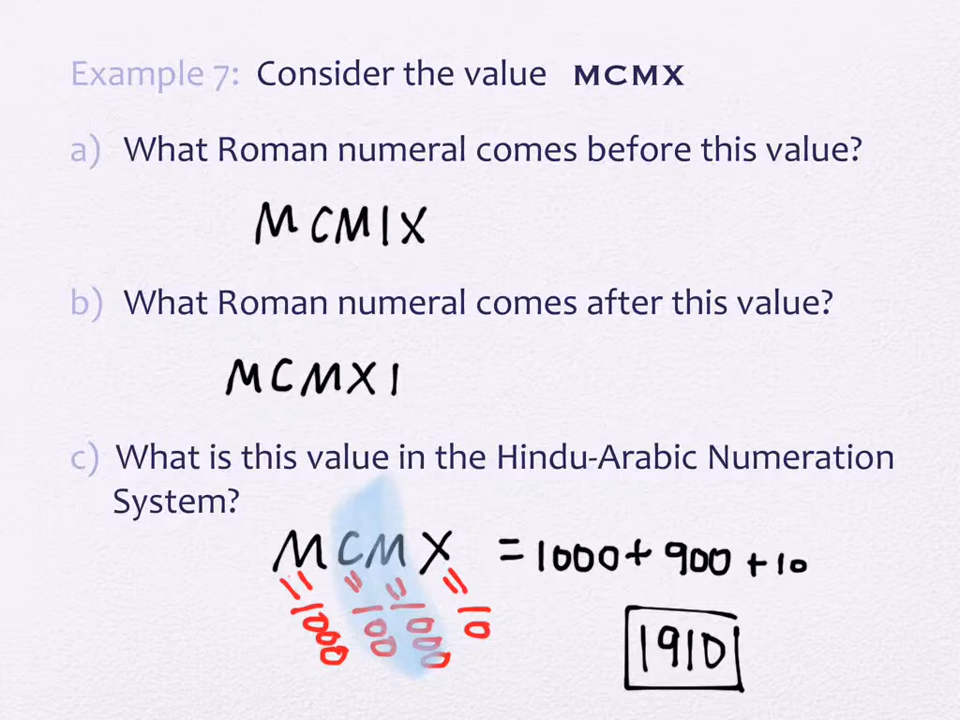 Example 7: Consider the value MCMX
a) What Roman numeral comes before this value?
MCMIX
b) What Roman numeral comes after this value?
MCMXI
c) What is this value in the Hindu-Arabic Numeration
System?
MCMX = 1000 + 900 + 10
=1000 =100 =1000 =10
1910